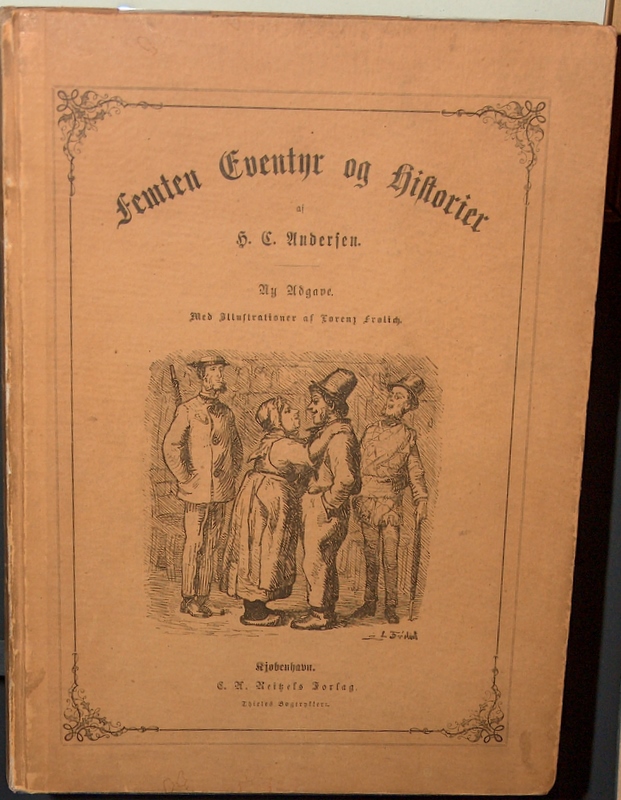 Femten Eventyr og Historier
af
H. C. Andersen.
Ny Udgave.
Med Illustrationer af Lorenz Frølich.
L. Frølich
Kjøbenhavn.
C. A. Reitzels Forlag.
Thieles Bogtrykkeri.